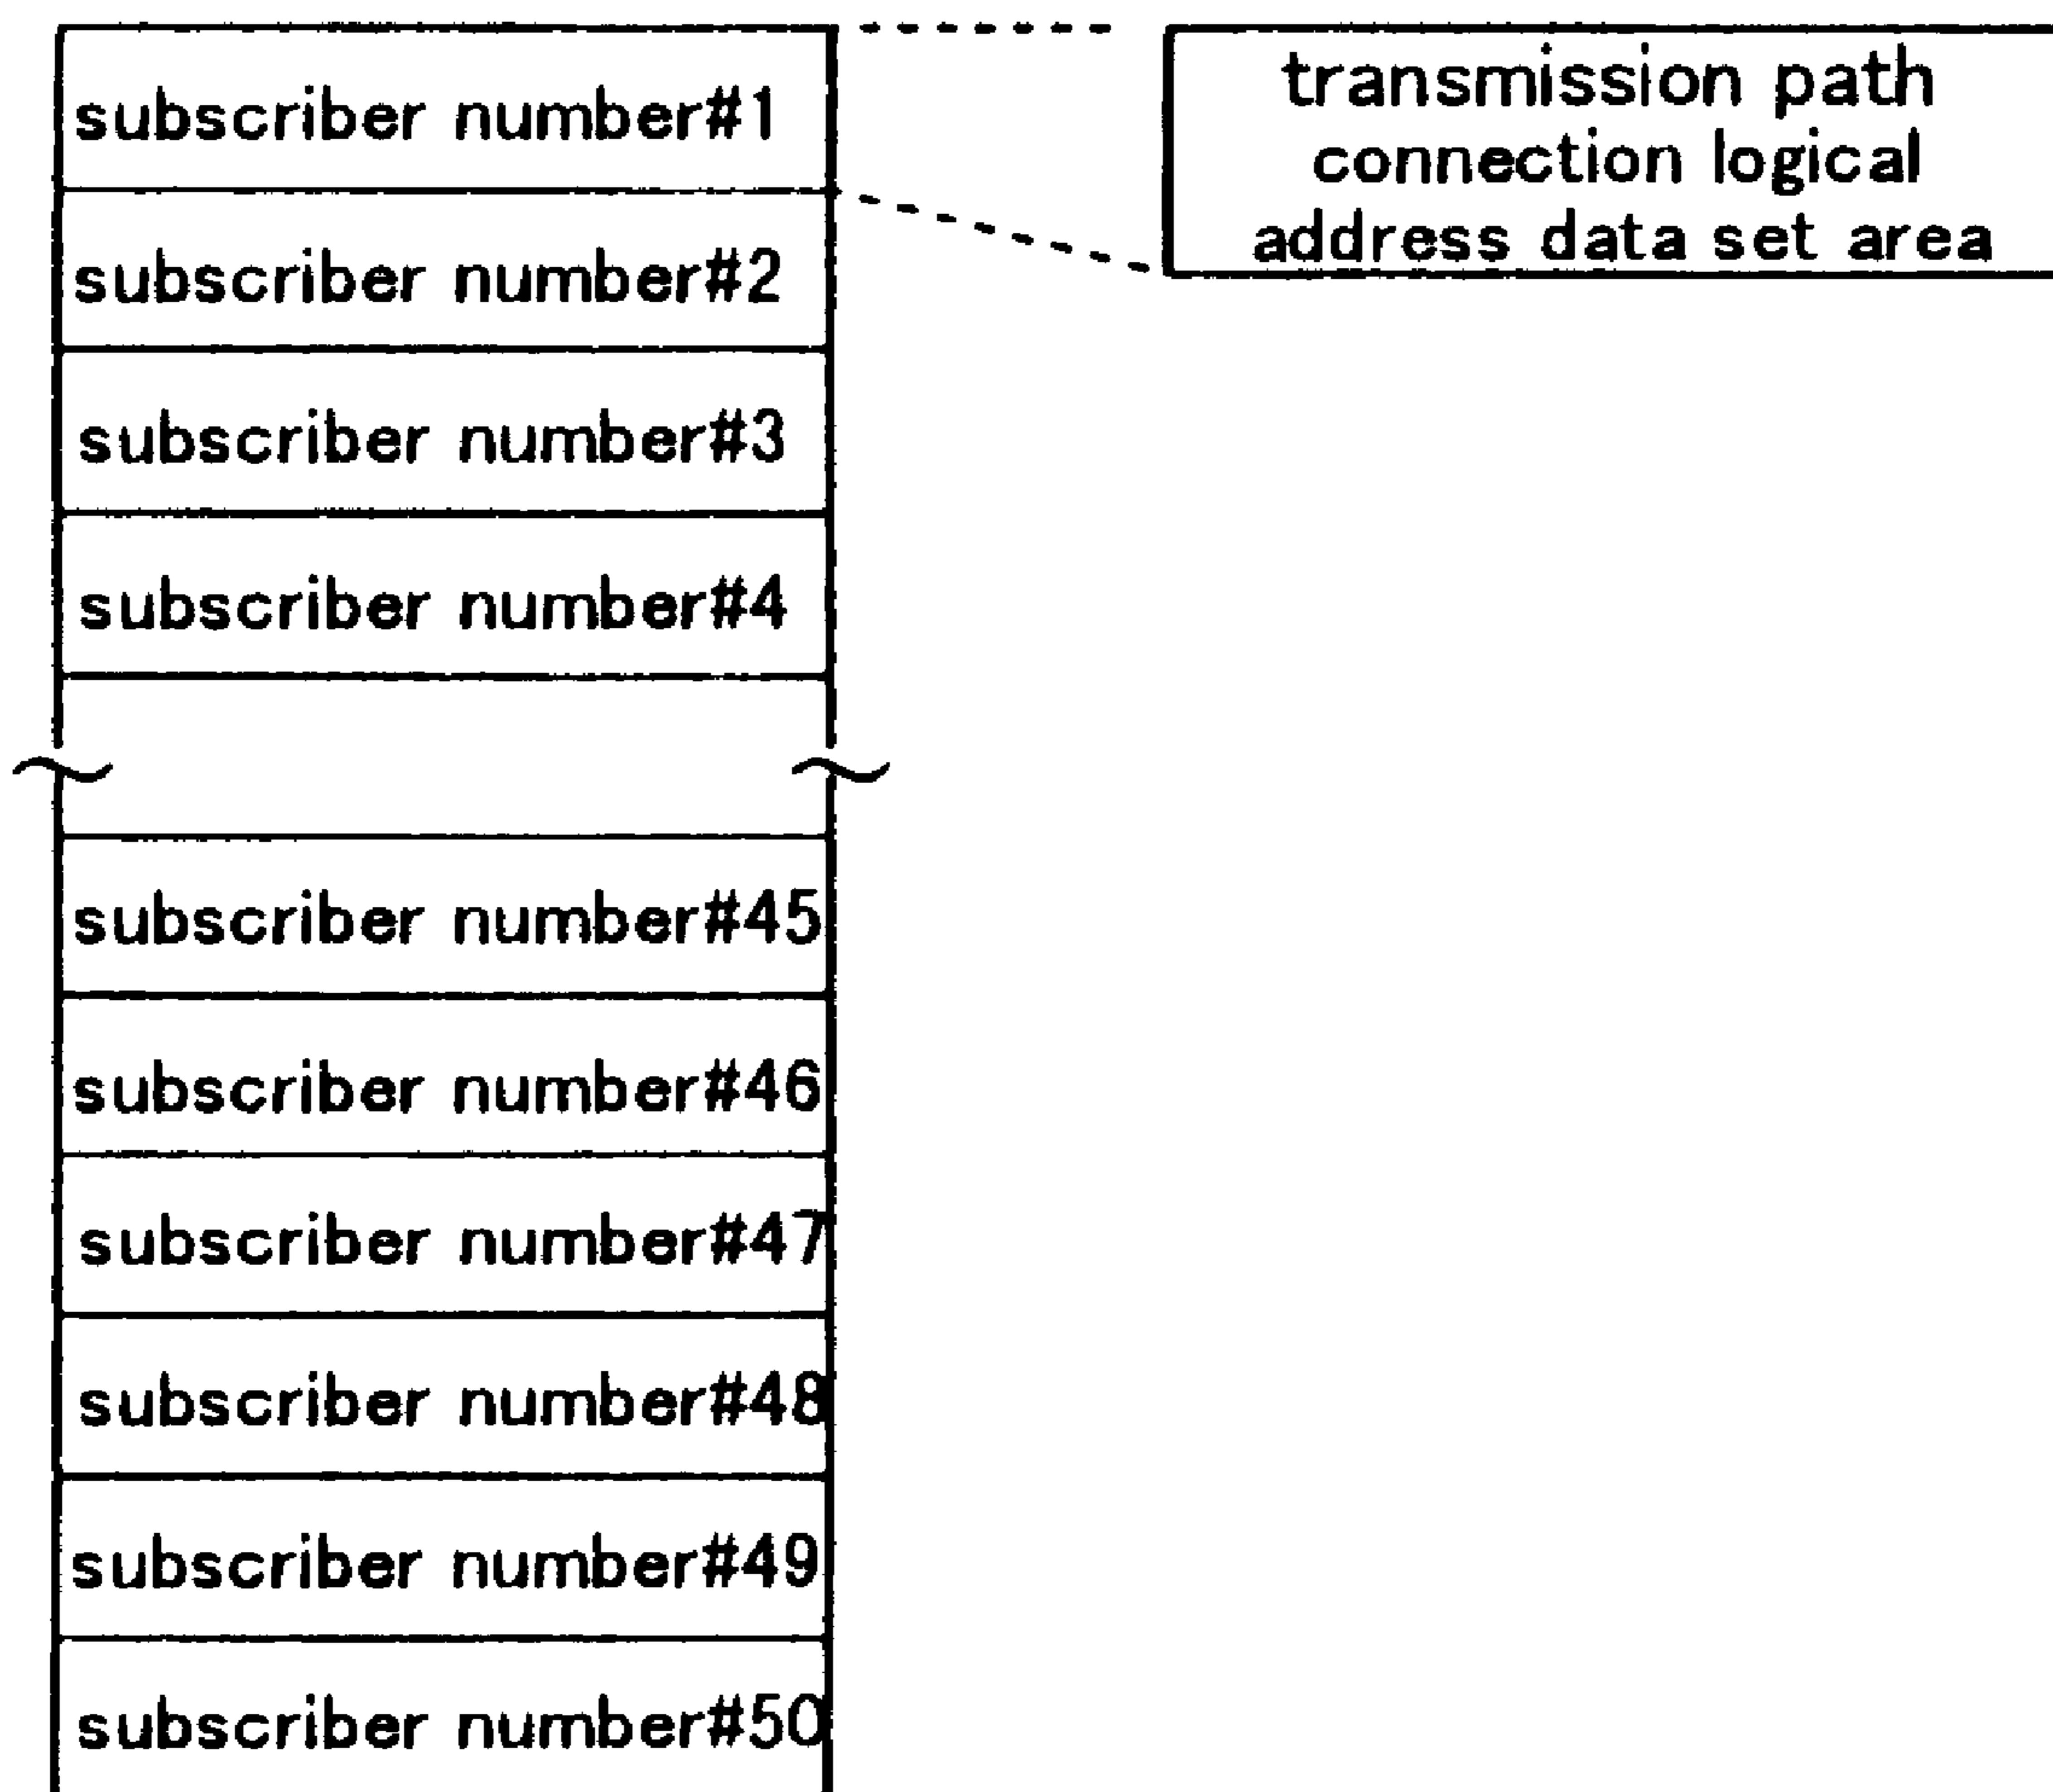 subscriber number#1
subscriber number#2
subscriber number#3
subscriber number#4
subscriber number#45
subscriber number#46
subscriber number#47
subscriber number#48
subscriber number#49
subscriber number#50
transmission path
connection logical
address data set area